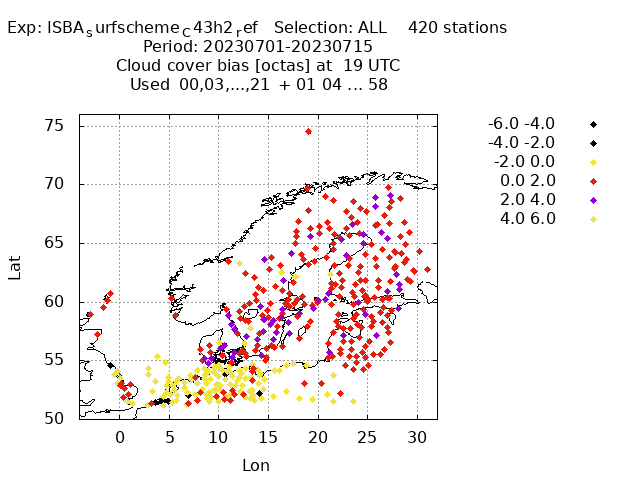 Exp: ISBA_surfscheme_C43h2_ref   Selection: ALL    420 stations
Period: 20230701-20230715
Cloud cover bias [octas] at  19 UTC
Used  00,03,...,21  + 01 04 ... 58
-6.0 -4.0
-4.0 -2.0
-2.0 0.0
0.0 2.0
2.0 4.0
4.0 6.0
75
70
65
60
55
50
Lat
0 5 10 15 20 25 30
Lon